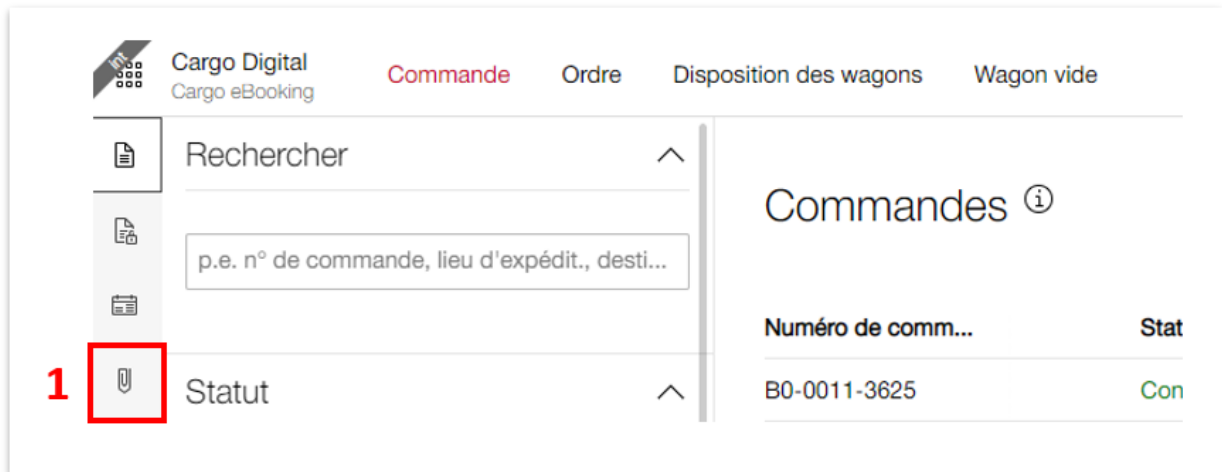 Int
Cargo Digital
Cargo eBooking
Commande
Ordre
Disposition des wagons
Wagon vide
Rechercher
p.e. n° de commande, lieu d'expédit., desti...
Commandes
Numéro de comm...
Stat
1
Statut
B0-0011-3625
Con